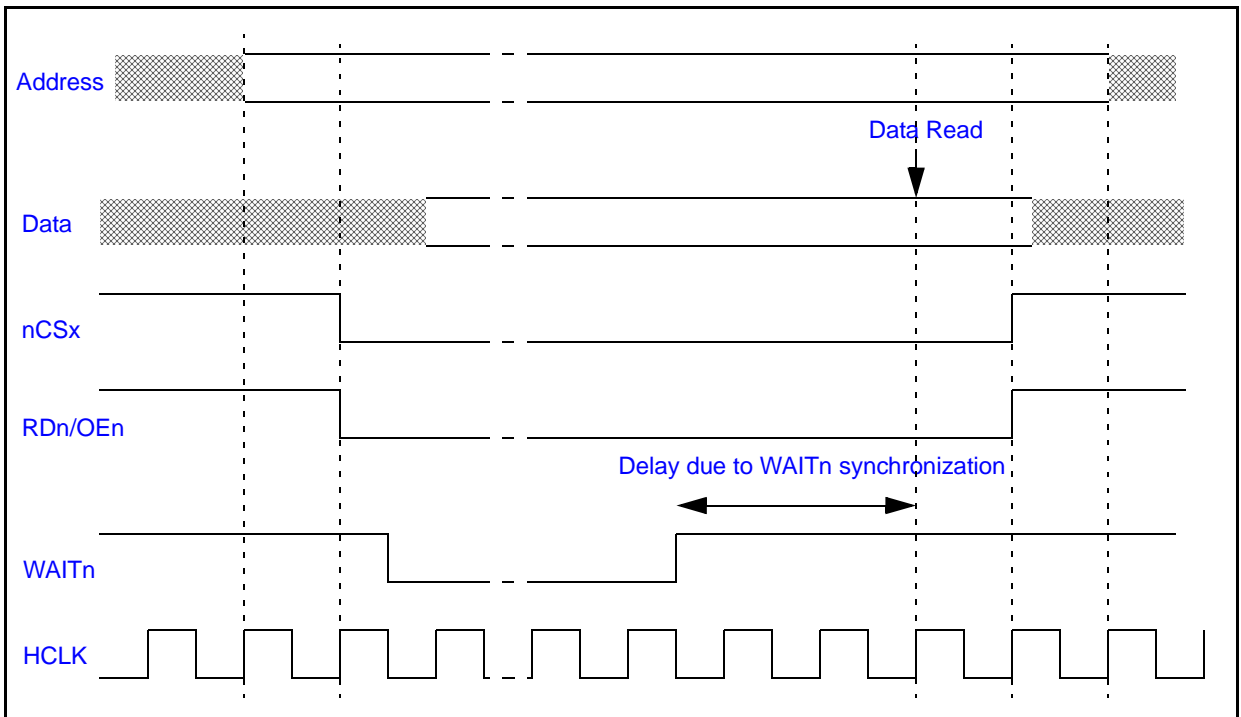 Address
Data Read
Data
nCSx
RDn/OEn
Delay due to WAITn synchronization
WAITn
HCLK